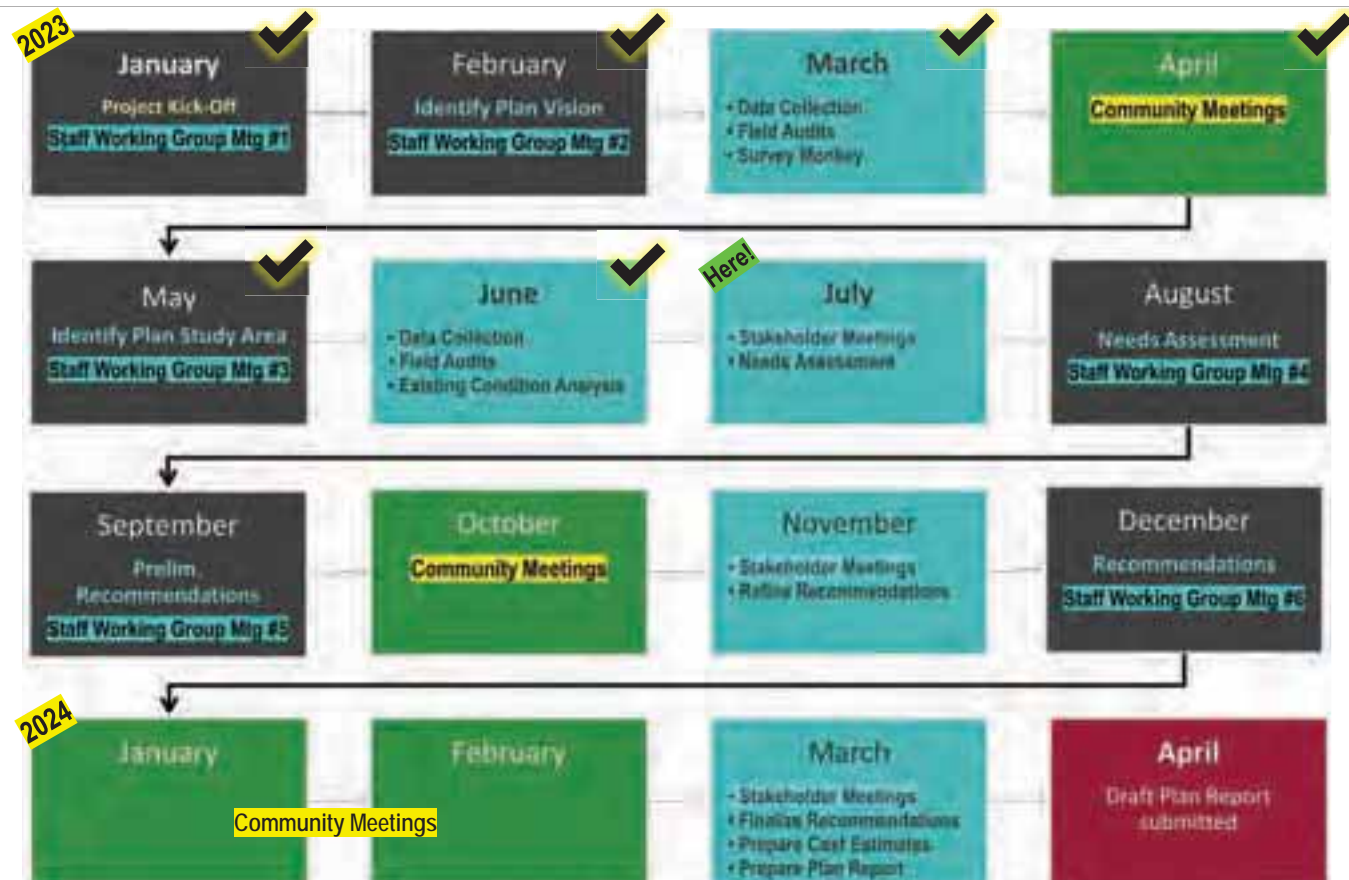 2023
January
Project Kick-Off
Staff Working Group Mtg #1
February
Identify Plan Vision
Staff Working Group Mtg #2
March
• Data Collection
• Field Audits
• Survey Monkey
April
Community Meetings
May
Identify Plan Study Area
Staff Working Group Mtg #3
June
• Data Collection
• Field Audits
• Existing Condition Analysis
Here!
July
• Stakeholder Meetings
• Needs Assessment
August
Needs Assessment
Staff Working Group Mtg #4
September
Prelim
Recommendations
Staff Working Group Mtg #5
October
Community Meetings
November
• Stakeholder Meetings
• Refine Recommendations
December
Recommendations
Staff Working Group Mtg #6
2024
January
February
Community Meetings
March
• Stakeholder Meetings
• Finalize Recommendations
• Prepare Cost Estimates
• Prepare Plan Report
April
Draft Plan Report
submitted